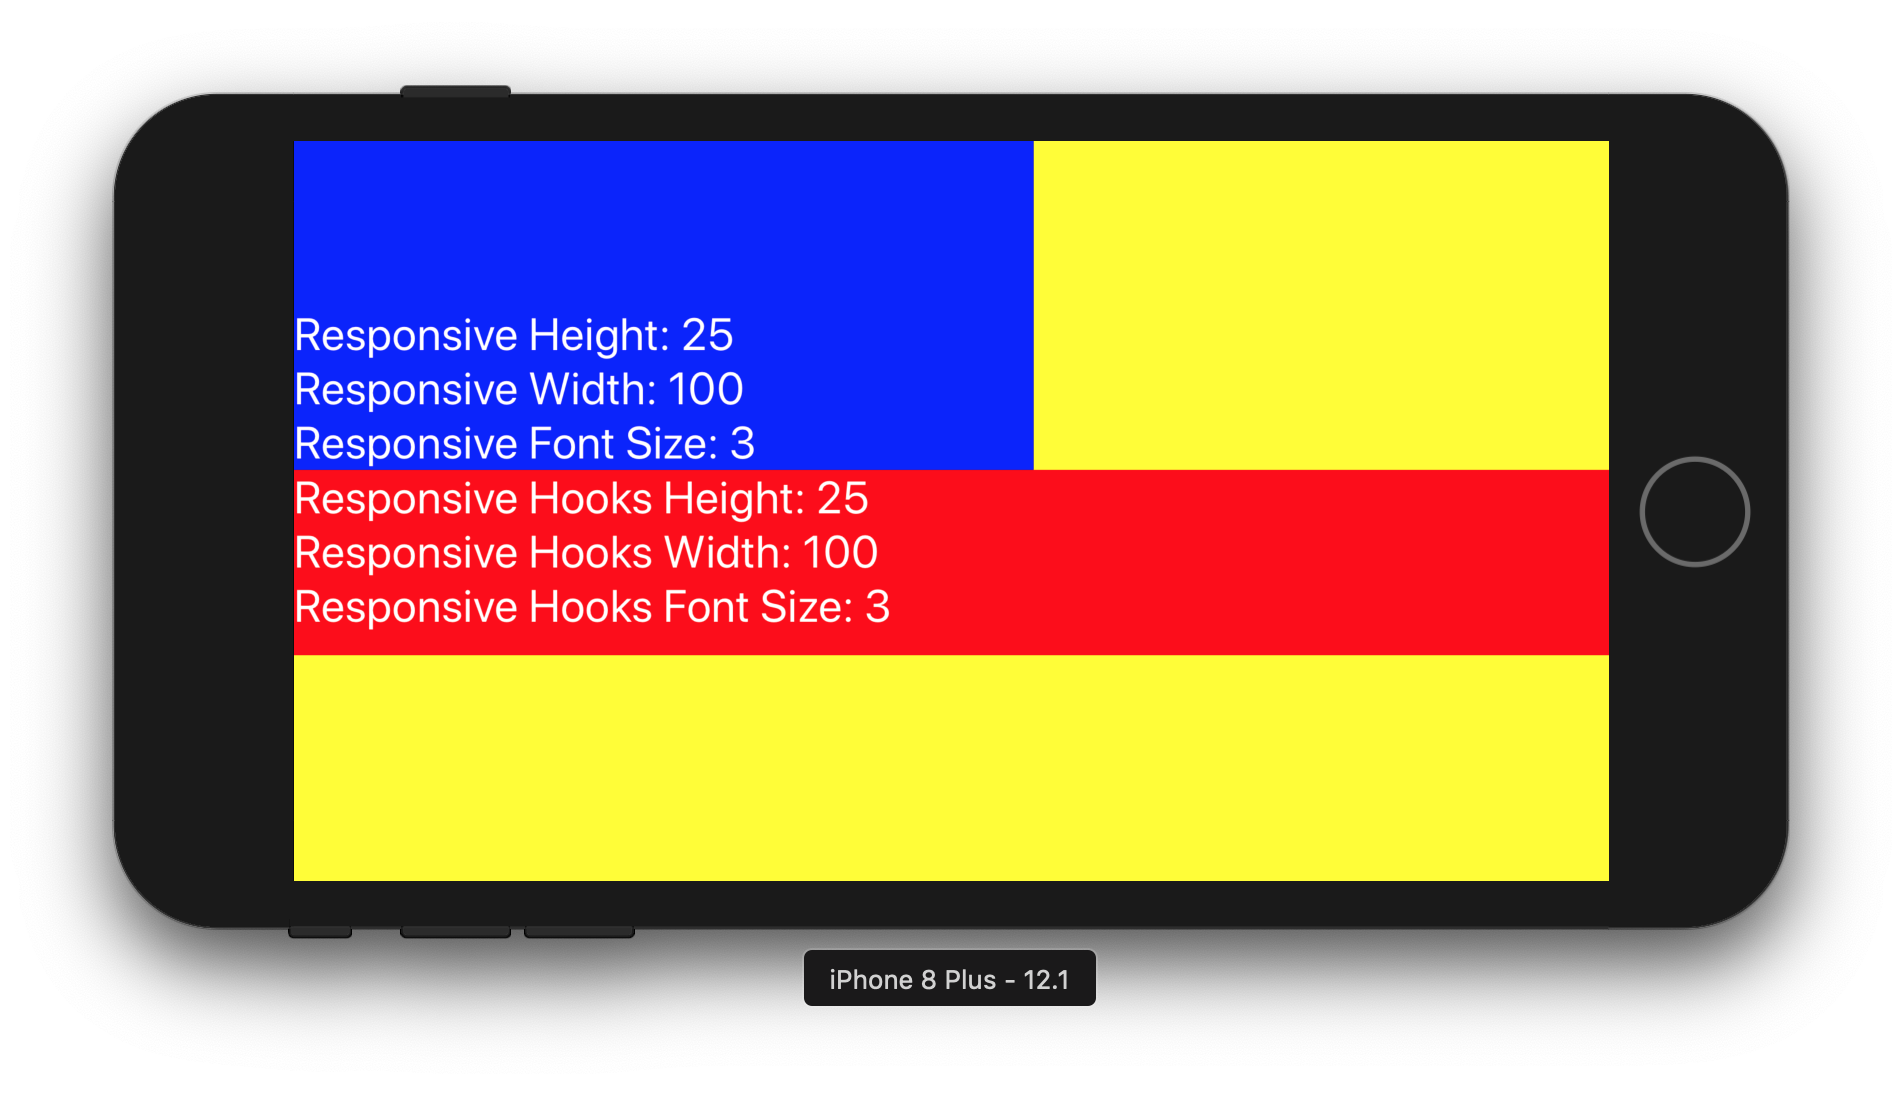 Responsive Height: 25
Responsive Width: 100
Responsive Font Size: 3
Responsive Hooks Height: 25
Responsive Hooks Width: 100
Responsive Hooks Font Size: 3
iPhone 8 Plus - 12.1